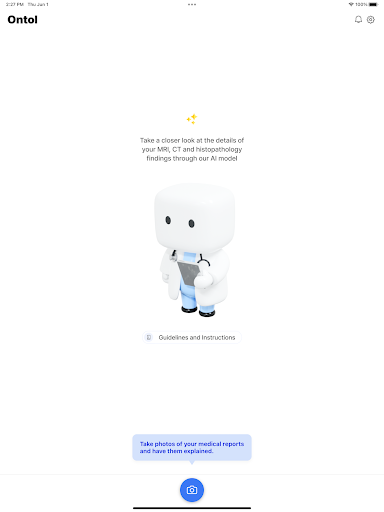 2:27 PM Thu Jun 1
100%
Ontol
Take a closer look at the details of
your MRI, CT and histopathology
findings through our Ai model
Guidelines and Instructions
Take photos of your medical reports
and have them explained.